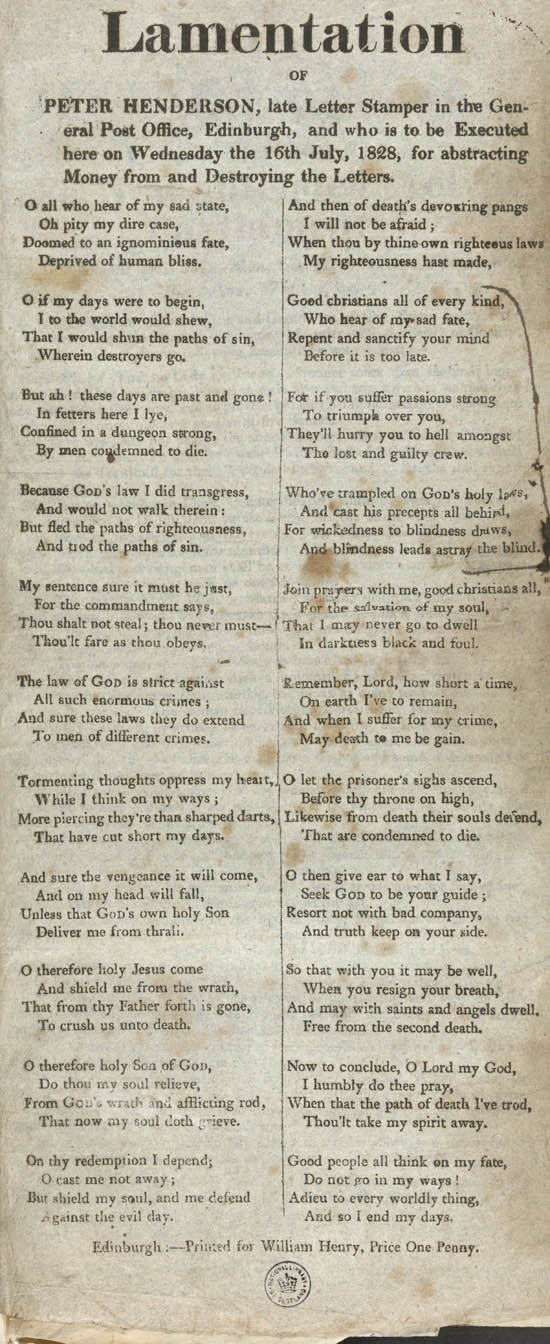 Lamentation
OF
PETER HENDERSON, late Letter Stamper in the Gen-
eral Post Office, Edinburgh, and who is to be Executed
here on Wednesday the 16th July, 1828, for abstracting
Money from and Destroying the Letters.
O all who hear of my sad state,
Oh pity my dire case,
Doomed to an ignominious fate,
Deprived of human bliss.
O if my days were to begin,
I to the world would shew,
That I would shun the paths of sin,
Wherein destroyers go.
But ah! these days are past and gone!
In fetters here I lye,
Confined in a dungeon strong,
By men condemned to die.
Because GOD's law I did transgress,
And would not walk therein:
But fled the paths of righteousness,
And trod the paths of sin.
My sentence sure it must be just,
For the commandment says,
Thou shalt not steal; thou never must—
Thou'lt fare as thou obeys.
The law of GOD is strict against
All such enormous crimes;
And sure these laws they do extend
To men of different crimes.
Tormenting thoughts oppress my heart,
While I think on my ways;
More piercing they're than sharped darts,
That have cut short my days.
And sure the vengeance it will come,
And on my head will fall,
Unless that GOD's own holy Son
Deliver me from thrall.
O therefore holy Jesus come
And shield me from the wrath,
That from thy Father forth is gone,
To crush us unto death.
O therefore holy Son of GOD,
Do thou my soul relieve,
From GOD's wrath and afflicting rod,
That now my soul doth grieve.
On thy redemption I depend;
O cast me not away;
But shield my soul, and me defend
Against the evil day.
And then of death's devouring pangs
I will not be afraid;
When thou by thine own righteous laws
My righteousness hast made,
Good christians all of every kind,
Who hear of my sad fate,
Repent and sanctify your mind
Before it is too late.
For if you suffer passions strong
To triumph over you,
They'll hurry you to hell amongst
The lost and guilty crew.
Who've trampled on GOD's holy laws,
And cast his precepts all behind,
For wickedness to blindness draws,
And blindness leads astray the blind.
Join prayers with me, good christians all,
For the salvation of my soul,
That I may never go to dwell
In darkness black and foul.
Remember, Lord, how short a time,
On earth I've to remain,
And when I suffer for my crime,
May death to me be gain.
O let the prisoner's sighs ascend,
Before thy throne on high,
Likewise from death their souls defend,
That are condemned to die.
O then give ear to what I say,
Seek GOD to be your guide;
Resort not with bad company,
And truth keep on your side.
So that with you it may be well,
When you resign your breath,
And may with saints and angels dwell,
Free from the second death.
Now to conclude, O Lord my God,
I humbly do thee pray,
When that the path of death I've trod,
Thou'lt take my spirit away.
Good people all think on my fate,
Do not go in my ways!
Adieu to every worldly thing,
And so I end my days.
Edinburgh:—Printed for William Henry, Price One Penny.
NATIONAL LIBRARY OF SCOTLAND